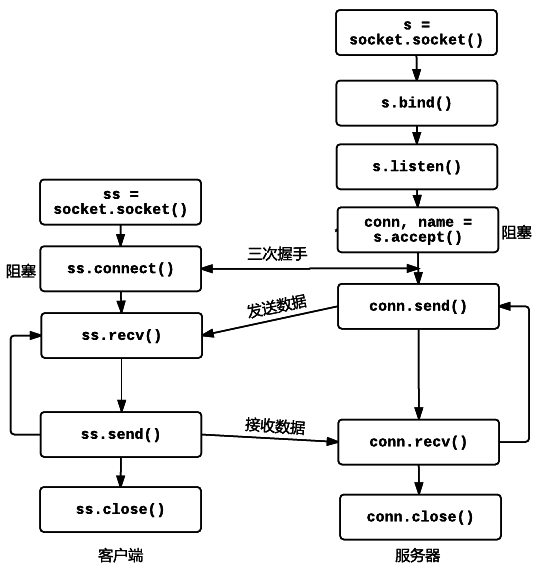 s =
socket.socket()
s.bind()
s.listen()
ss =
socket.socket()
conn, name =
s.accept()
阻塞
阻塞
ss.connect()
三次握手
发送数据
conn.send()
ss.recv()
ss.send()
接收数据
conn.recv()
ss.close()
conn.close()
客户端
服务器